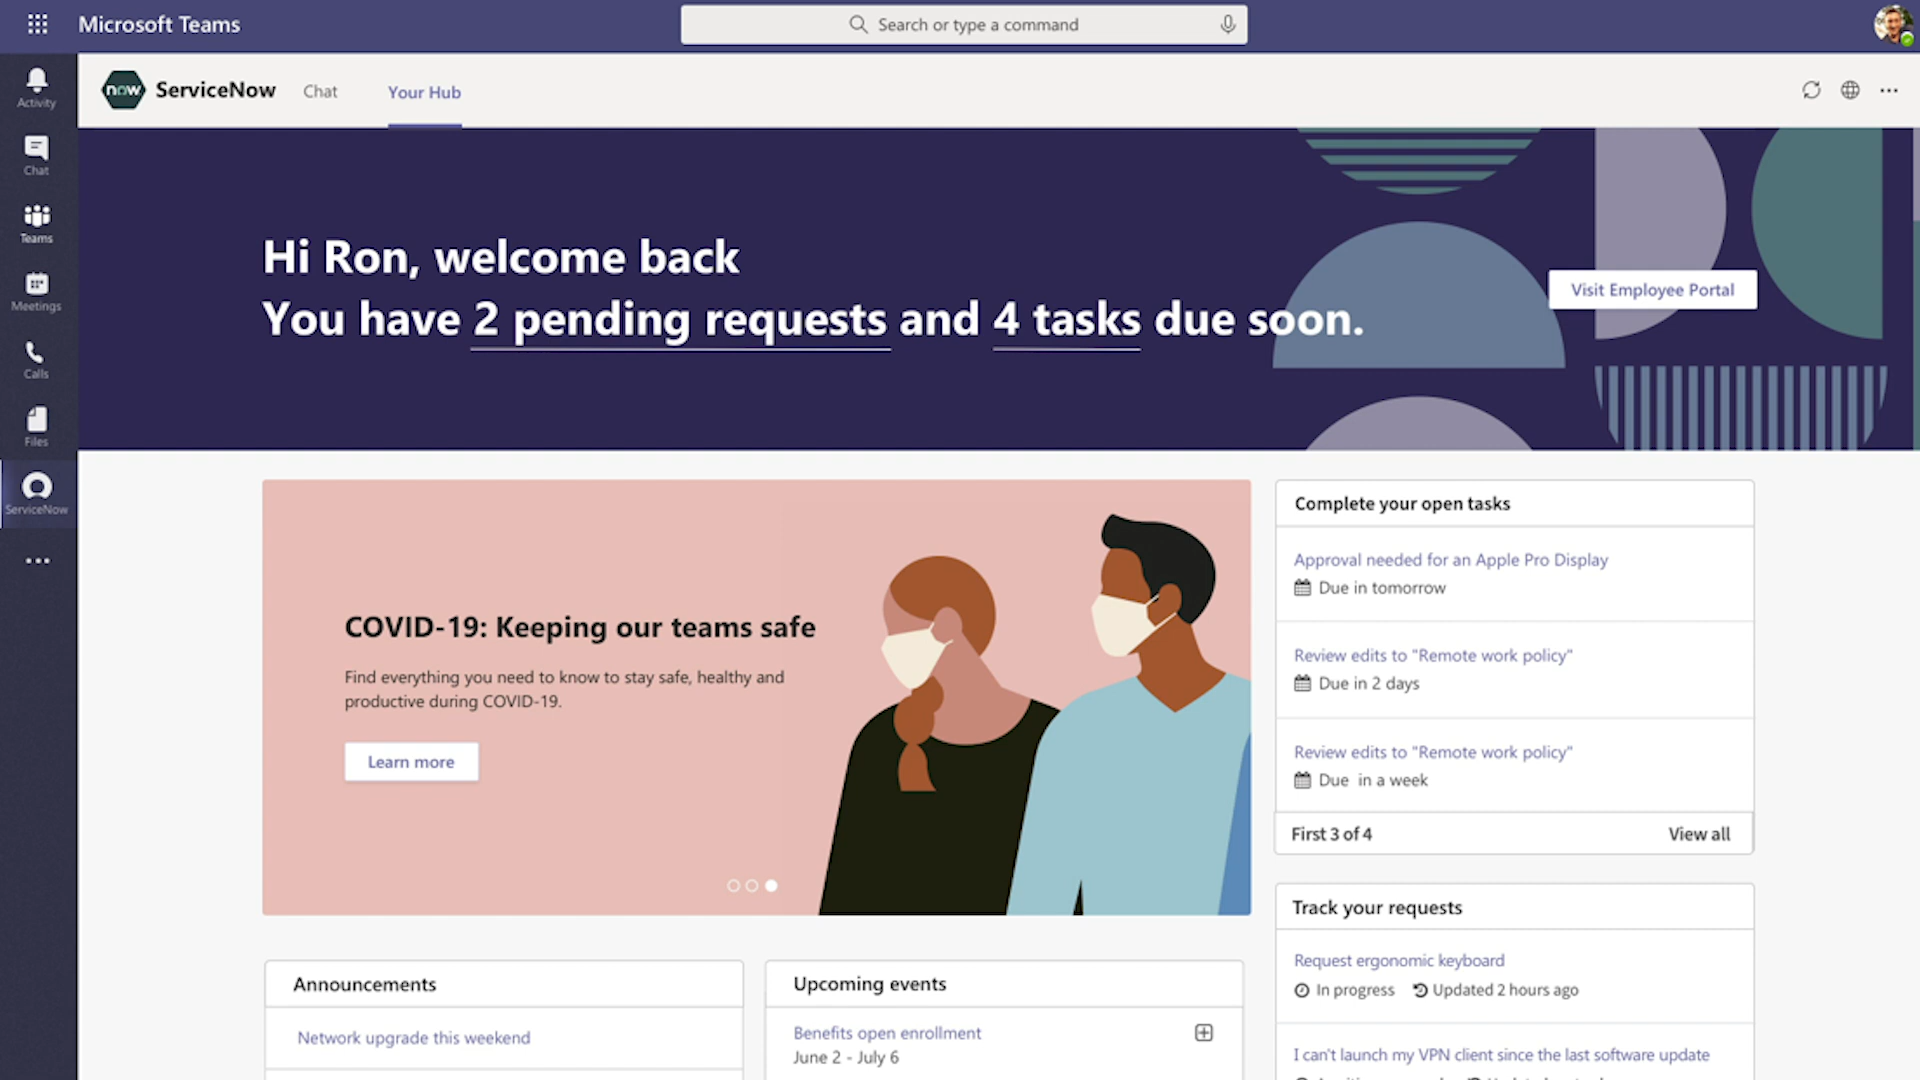 Microsoft Teams
Search or type a command
Activity
Chat
Teams
Meetings
Calls
Files
ServiceNow
now
ServiceNow
Chat
Your Hub
Hi Ron, welcome back
You have 2 pending requests and 4 tasks due soon.
Visit Employee Portal
COVID-19: Keeping our teams safe
Find everything you need to know to stay safe, healthy and
productive during COVID-19.
Learn more
Complete your open tasks
Approval needed for an Apple Pro Display
Due in tomorrow
Review edits to "Remote work policy"
Due in 2 days
Review edits to "Remote work policy"
Due in a week
First 3 of 4
View all
Announcements
Network upgrade this weekend
Upcoming events
Benefits open enrollment
June 2 - July 6
Track your requests
Request ergonomic keyboard
In progress Updated 2 hours ago
I can't launch my VPN client since the last software update